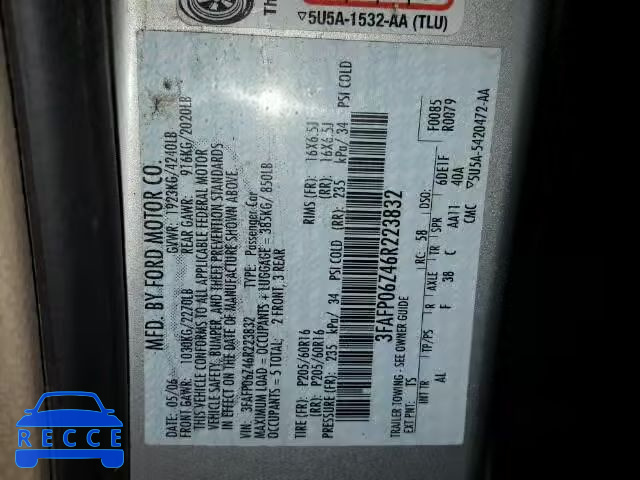 Th
▽5U5A-1532-AA (TLU)
MFD. BY FORD MOTOR CO.
DATE: 05/06 GVWR: 1923KG/4240LB
FRONT GAWR: 1030KG/2270LB REAR GAWR: 916KG/2020LB
THIS VEHICLE CONFORMS TO ALL APPLICABLE FEDERAL MOTOR
VEHICLE SAFETY, BUMPER, AND THEFT PREVENTION STANDARDS
IN EFFECT ON THE DATE OF MANUFACTURE SHOWN ABOVE.
VIN: 3FAFP06Z46R223832 TYPE: Passenger Car
MAXIMUM LOAD = OCCUPANTS + LUGGAGE = 385KG/ 850LB
OCCUPANTS = 5 TOTAL: 2 FRONT, 3 REAR
TIRE (FR): P205/60R16 RIMS (FR): 16X6.5J
(RR): P205/60R16 (RR): 16X6.5J
(FR): 235 kPa/ 34 PSI COLD (RR): 235 kPa/ 34 PSI COLD
3FAFP06Z46R223832
TRAILER TOWING - SEE OWNER GUIDE
F0085
R0079
EXT PNT: TS RC: 58 DSO:
INT TR TP/PS R AXLE TR SPR 6DE1F
AL F 38 C AA11 40A
CMC ▽5U5A-5420472-AA
RECCE